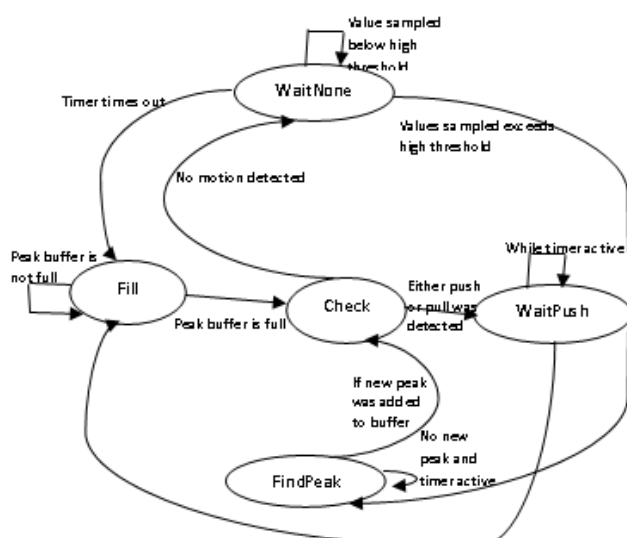 Value sampled
below high
threshold
WaitNone
Timer times out
Values sampled exceeds
high threshold
No motion detected
Peak buffer is
not full
Fill
Peak buffer is full
Check
Either push
or pull was
detected
While timer active
WaitPush
If new peak
was added
to buffer
No new
peak and
timer active
FindPeak